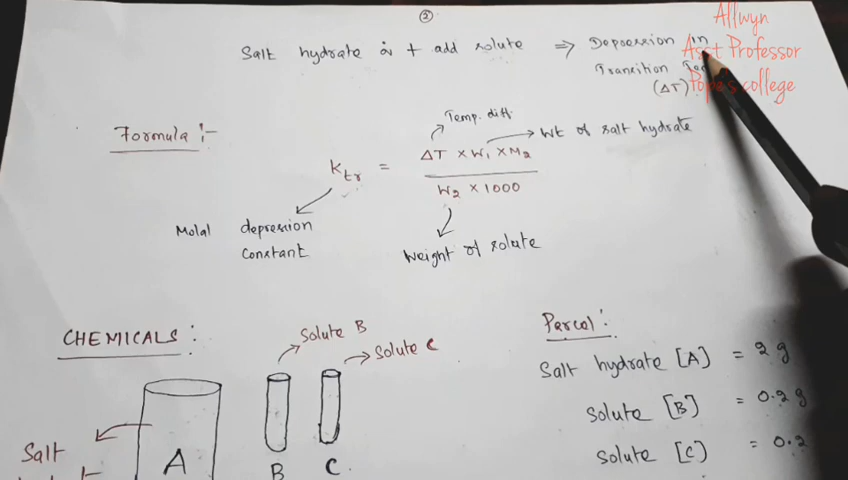 2
Salt hydrate + add solute ⇒ Depression in
Transition
(ΔT)
Allwyn
Asst Professor
Pope's college
Formula :-
Temp. diff
Wt of salt hydrate
Ktr = ΔT × W1 × M2
W2 × 1000
Molal depression
constant
Weight of solute
CHEMICALS :
Solute B
Solute C
Parcel :
Salt hydrate [A] = 2 g
solute [B] = 0.2 g
solute [C] = 0.2
Salt
A
B
C